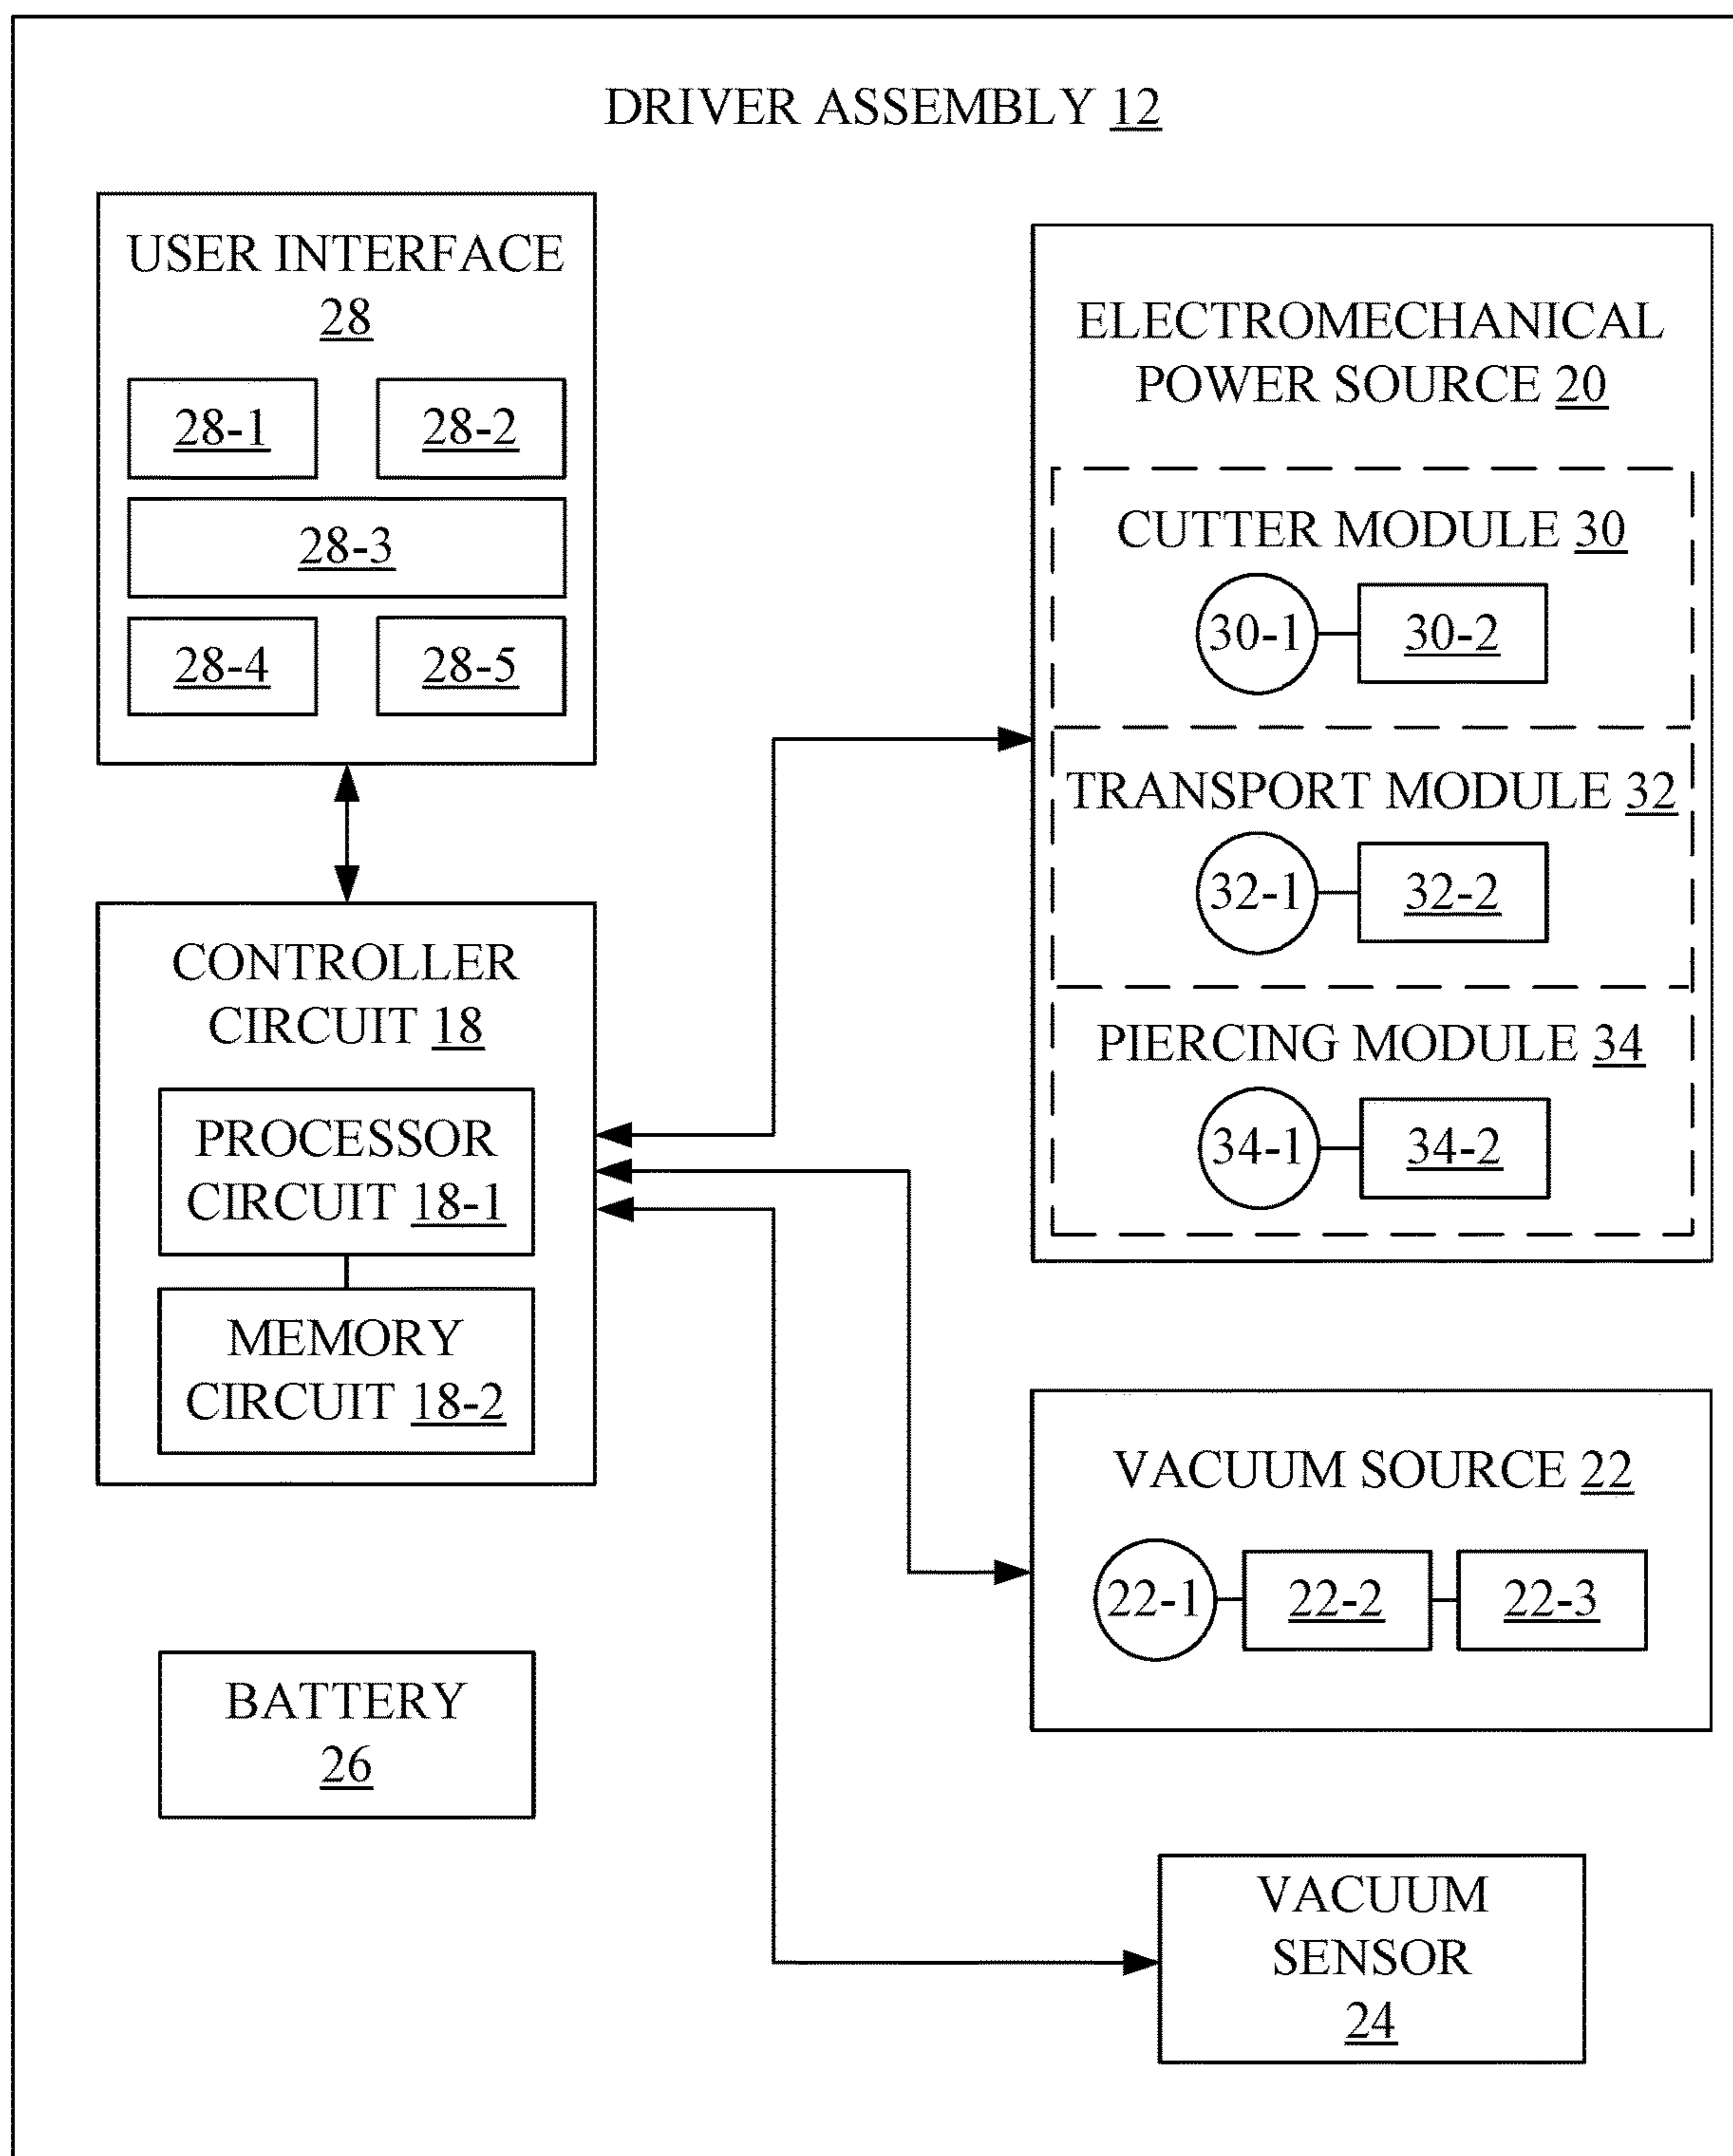 DRIVER ASSEMBLY 12
USER INTERFACE
28
28-1 28-2
28-3
28-4 28-5
CONTROLLER
CIRCUIT 18
PROCESSOR
CIRCUIT 18-1
MEMORY
CIRCUIT 18-2
BATTERY
26
ELECTROMECHANICAL
POWER SOURCE 20
CUTTER MODULE 30
30-1 30-2
TRANSPORT MODULE 32
32-1 32-2
PIERCING MODULE 34
34-1 34-2
VACUUM SOURCE 22
22-1 22-2 22-3
VACUUM
SENSOR
24